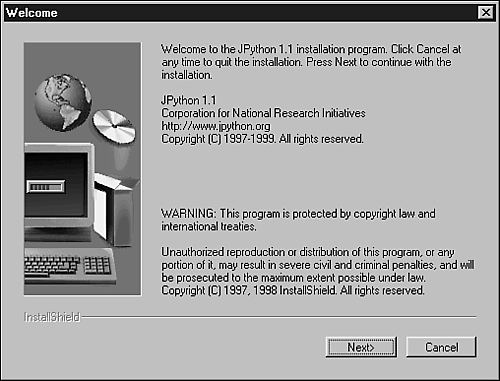 Welcome
Welcome to the JPython 1.1 installation program. Click Cancel at
any time to quit the installation. Press Next to continue with the
installation.
JPython 1.1
Corporation for National Research Initiatives
http://www.jpython.org
Copyright (C) 1997-1999. All rights reserved.
WARNING: This program is protected by copyright law and
international treaties.
Unauthorized reproduction or distribution of this program, or any
portion of it, may result in severe civil and criminal penalties, and will
be prosecuted to the maximum extent possible under law.
Copyright (C) 1997, 1998 InstallShield. All rights reserved.
InstallShield
Next>
Cancel